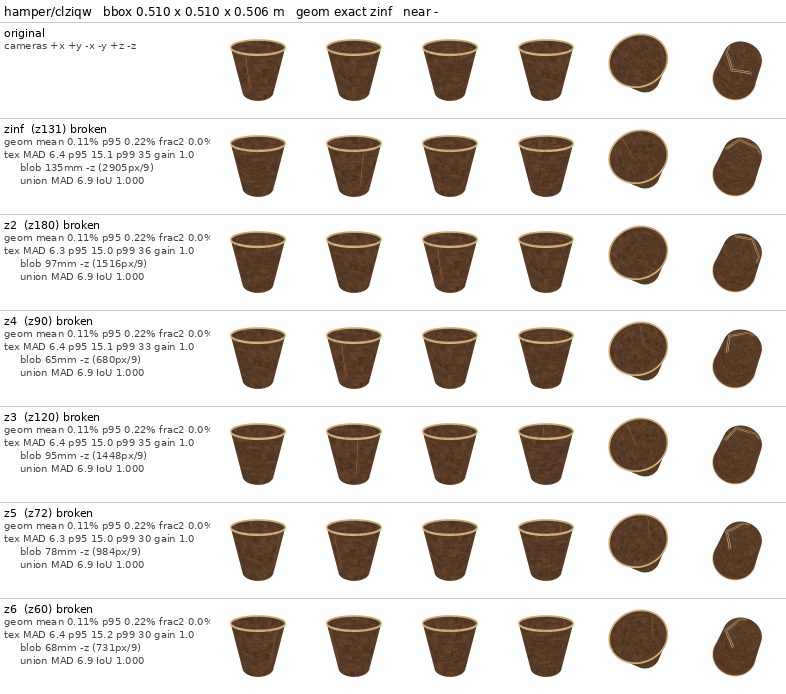 hamper/clziqw   bbox 0.510 x 0.510 x 0.506 m   geom exact zinf   near -
original
cameras +x +y -x -y +z -z
zinf  (z131) broken
geom mean 0.11% p95 0.22% frac2 0.0%
tex MAD 6.4 p95 15.1 p99 35 gain 1.0
blob 135mm -z (2905px/9)
union MAD 6.9 IoU 1.000
z2  (z180) broken
geom mean 0.11% p95 0.22% frac2 0.0%
tex MAD 6.3 p95 15.0 p99 36 gain 1.0
blob 97mm -z (1516px/9)
union MAD 6.9 IoU 1.000
z4  (z90) broken
geom mean 0.11% p95 0.22% frac2 0.0%
tex MAD 6.4 p95 15.1 p99 33 gain 1.0
blob 65mm -z (680px/9)
union MAD 6.9 IoU 1.000
z3  (z120) broken
geom mean 0.11% p95 0.22% frac2 0.0%
tex MAD 6.4 p95 15.0 p99 35 gain 1.0
blob 95mm -z (1448px/9)
union MAD 6.9 IoU 1.000
z5  (z72) broken
geom mean 0.11% p95 0.22% frac2 0.0%
tex MAD 6.3 p95 15.0 p99 30 gain 1.0
blob 78mm -z (984px/9)
union MAD 6.9 IoU 1.000
z6  (z60) broken
geom mean 0.11% p95 0.22% frac2 0.0%
tex MAD 6.4 p95 15.2 p99 30 gain 1.0
blob 68mm -z (731px/9)
union MAD 6.9 IoU 1.000